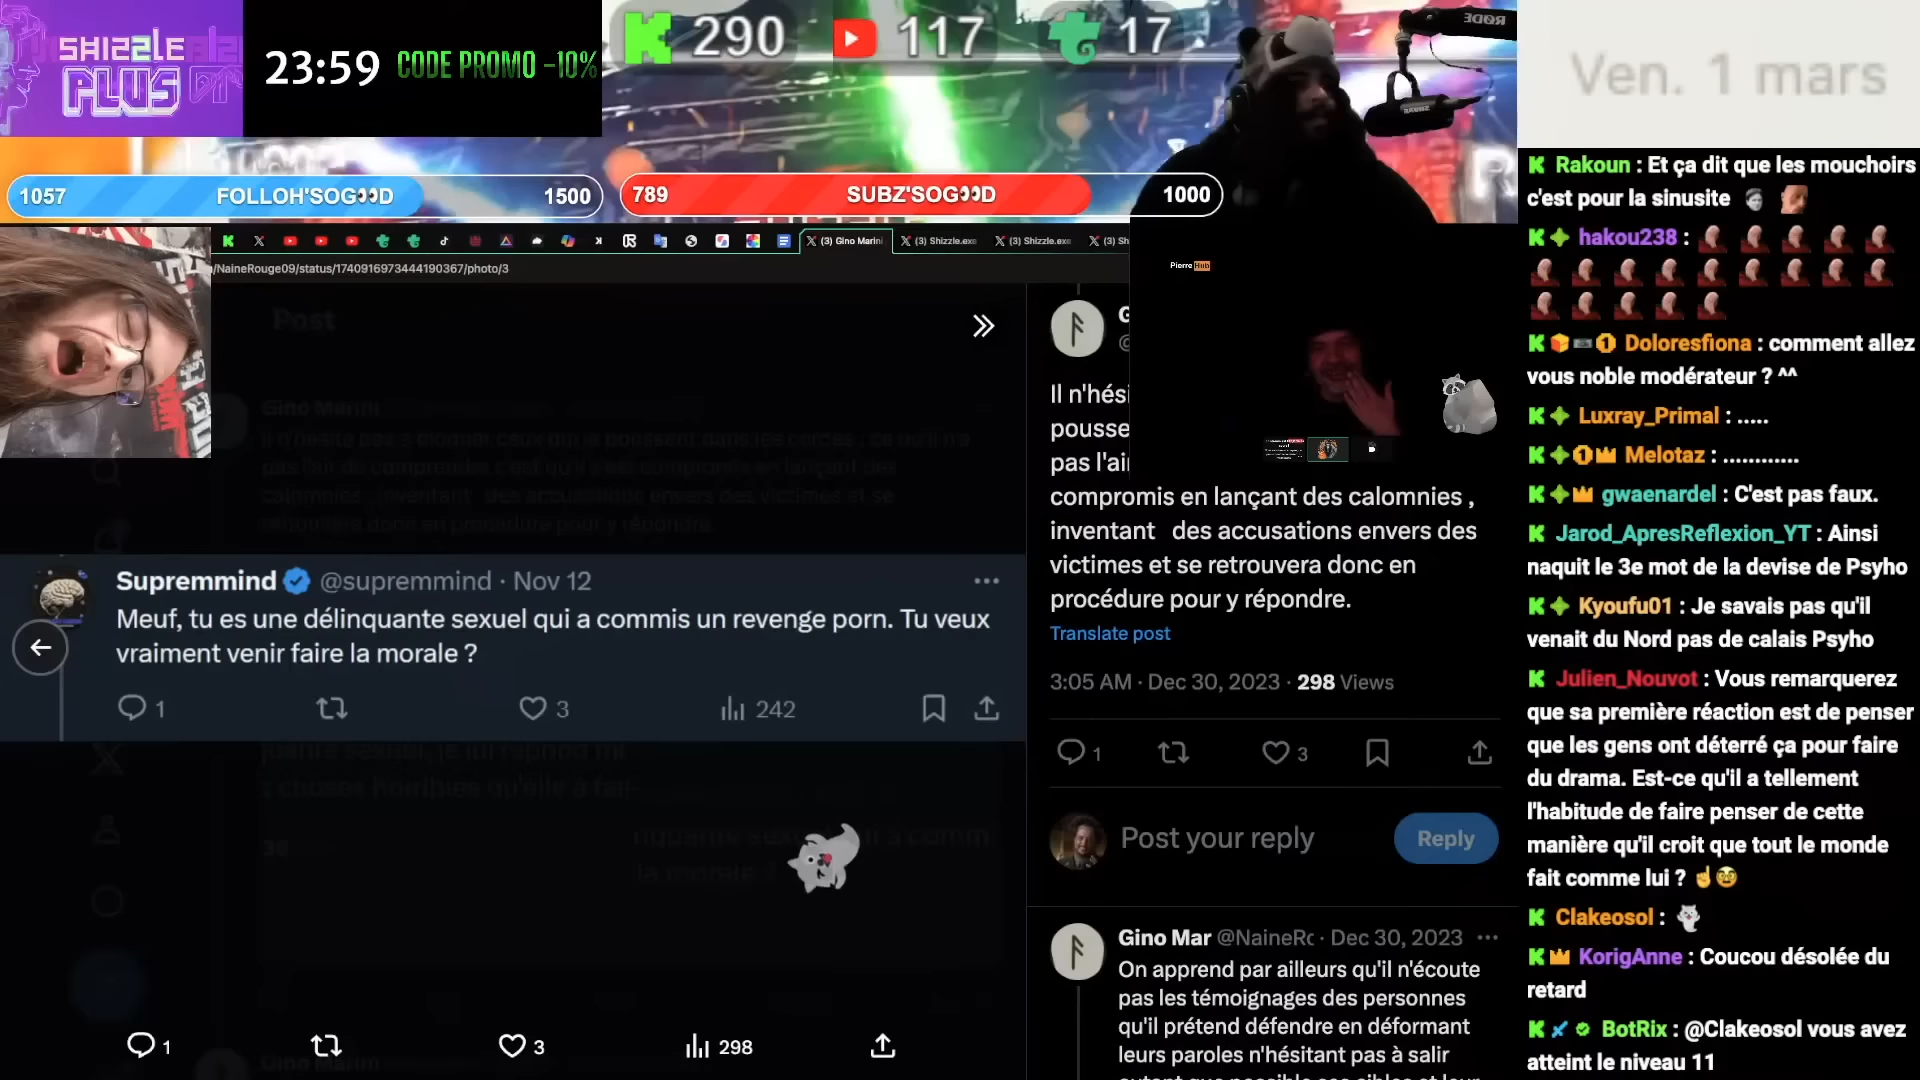 SHIZZLE
PLUS
23:59
CODE PROMO -10%
290
117
17
RØDE
Ven. 1 mars
1057 FOLLOH'SOG👀D 1500
789 SUBZ'SOG👀D 1000
(3) Gino Marini
(3) Shizzle.exe
(3) Shizzle.exe
(3) Sh
/NaineRouge09/status/1740916973444190367/photo/3
Post
Pierre Hub
Supremmind @supremmind · Nov 12
Meuf, tu es une délinquante sexuel qui a commis un revenge porn. Tu veux
vraiment venir faire la morale ?
1
3
242
1
3
298
Il n'hési
pousse
pas l'ai
compromis en lançant des calomnies ,
inventant des accusations envers des
victimes et se retrouvera donc en
procédure pour y répondre.
Translate post
3:05 AM · Dec 30, 2023 · 298 Views
1
3
Post your reply
Reply
Gino Mar @NaineRo · Dec 30, 2023
On apprend par ailleurs qu'il n'écoute
pas les témoignages des personnes
qu'il prétend défendre en déformant
leurs paroles n'hésitant pas à salir
Rakoun : Et ça dit que les mouchoirs
c'est pour la sinusite
hakou238 :
Doloresfiona : comment allez
vous noble modérateur ? ^^
Luxray_Primal : .....
Melotaz : ............
gwaenardel : C'est pas faux.
Jarod_ApresReflexion_YT : Ainsi
naquit le 3e mot de la devise de Psyho
Kyoufu01 : Je savais pas qu'il
venait du Nord pas de calais Psyho
Julien_Nouvot : Vous remarquerez
que sa première réaction est de penser
que les gens ont déterré ça pour faire
du drama. Est-ce qu'il a tellement
l'habitude de faire penser de cette
manière qu'il croit que tout le monde
fait comme lui ? ☝🥸
Clakeosol :
KorigAnne : Coucou désolée du
retard
BotRix : @Clakeosol vous avez
atteint le niveau 11